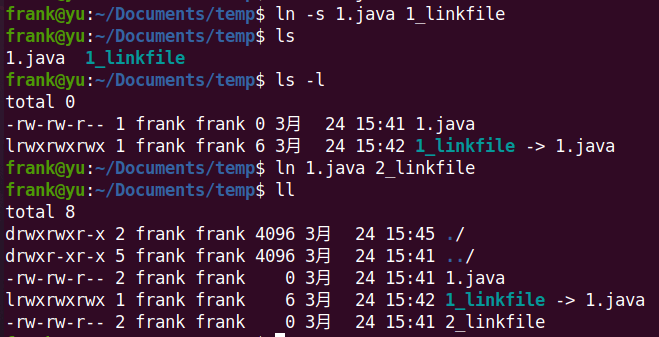 frank@yu:~/Documents/temp$ ln -s 1.java 1_linkfile
frank@yu:~/Documents/temp$ ls
1.java  1_linkfile
frank@yu:~/Documents/temp$ ls -l
total 0
-rw-rw-r-- 1 frank frank 0 3月  24 15:41 1.java
lrwxrwxrwx 1 frank frank 6 3月  24 15:42 1_linkfile -> 1.java
frank@yu:~/Documents/temp$ ln 1.java 2_linkfile
frank@yu:~/Documents/temp$ ll
total 8
drwxrwxr-x 2 frank frank 4096 3月  24 15:45 ./
drwxr-xr-x 5 frank frank 4096 3月  24 15:41 ../
-rw-rw-r-- 2 frank frank    0 3月  24 15:41 1.java
lrwxrwxrwx 1 frank frank    6 3月  24 15:42 1_linkfile -> 1.java
-rw-rw-r-- 2 frank frank    0 3月  24 15:41 2_linkfile